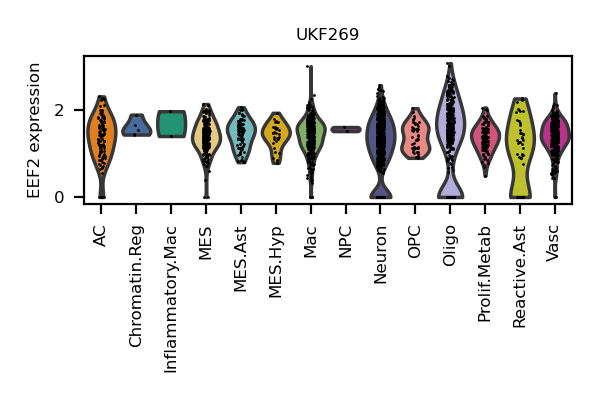 UKF269
EEF2 expression
2
0
AC
Chromatin.Reg
Inflammatory.Mac
MES
MES.Ast
MES.Hyp
Mac
NPC
Neuron
OPC
Oligo
Prolif.Metab
Reactive.Ast
Vasc